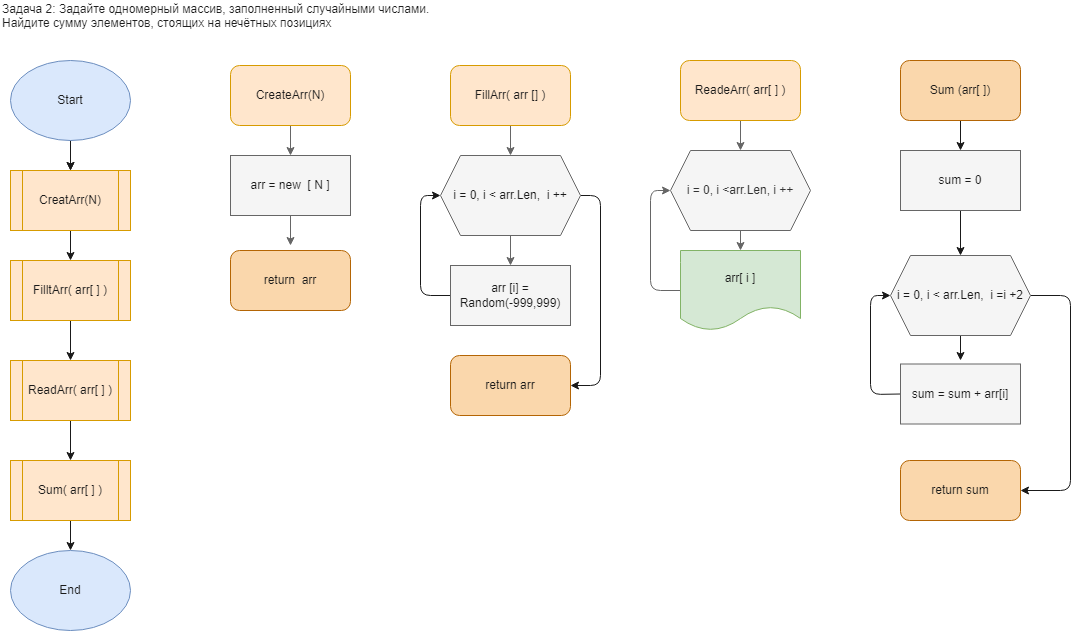 Задача 2: Задайте одномерный массив, заполненный случайными числами.
Найдите сумму элементов, стоящих на нечётных позициях
Start
CreatArr(N)
FilltArr( arr[ ] )
ReadArr( arr[ ] )
Sum( arr[ ] )
End
CreateArr(N)
arr = new [ N ]
return arr
FillArr( arr [] )
i = 0, i < arr.Len, i ++
arr [i] =
Random(-999,999)
return arr
ReadeArr( arr[ ] )
i = 0, i <arr.Len, i ++
arr[ i ]
Sum (arr[ ])
sum = 0
i = 0, i < arr.Len, i =i +2
sum = sum + arr[i]
return sum